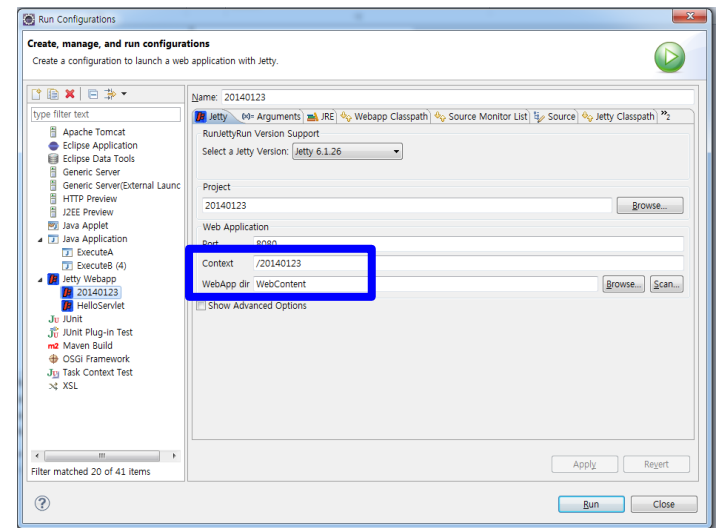 Run Configurations
Create, manage, and run configurations
Create a configuration to launch a web application with Jetty.
type filter text
Apache Tomcat
Eclipse Application
Eclipse Data Tools
Generic Server
Generic Server(External Launc
HTTP Preview
J2EE Preview
Java Applet
Java Application
ExecuteA
ExecuteB (4)
Jetty Webapp
20140123
HelloServlet
JUnit
JUnit Plug-in Test
Maven Build
OSGi Framework
Task Context Test
XSL
Filter matched 20 of 41 items
Name: 20140123
Jetty Arguments JRE Webapp Classpath Source Monitor List Source Jetty Classpath »2
RunJettyRun Version Support
Select a Jetty Version: Jetty 6.1.26
Project
20140123 Browse...
Web Application
Port 8080
Context /20140123
WebApp dir WebContent Browse... Scan...
Show Advanced Options
Apply Revert
Run Close